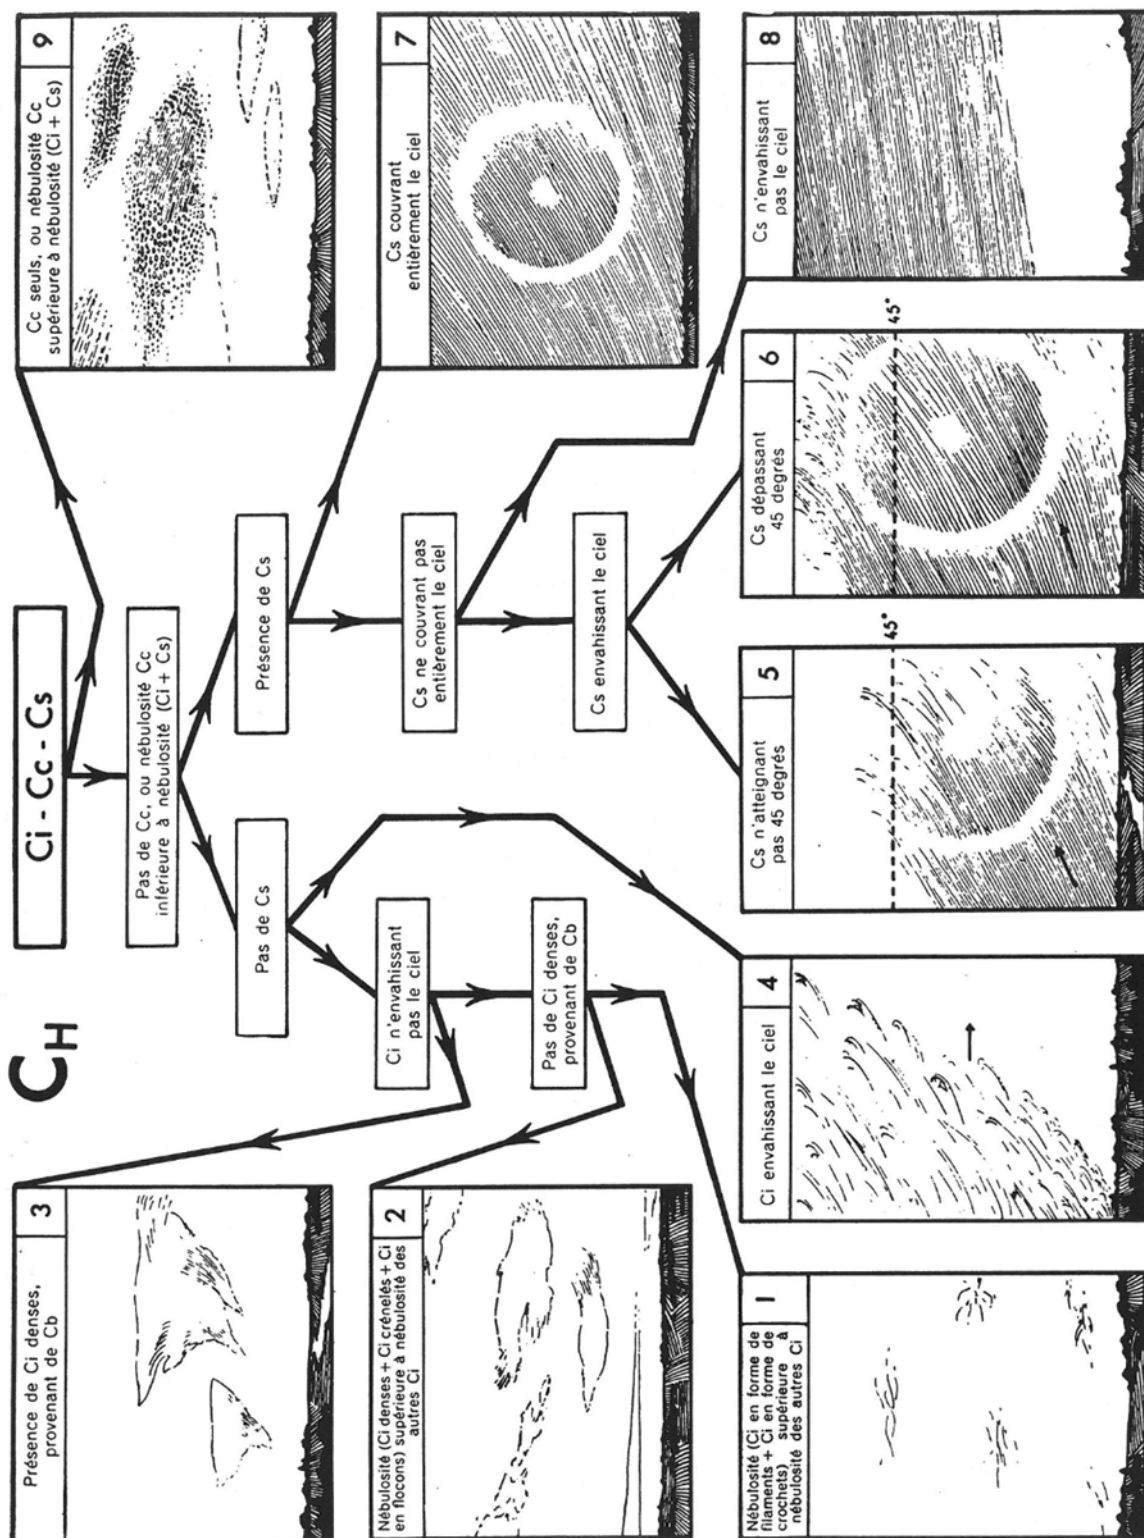 C H
Ci - Cc - Cs
Pas de Cc, ou nébulosité Cc
inférieure à nébulosité (Ci + Cs)
Pas de Cs
Présence de Cs
Ci n'envahissant
pas le ciel
Cs ne couvrant pas
entièrement le ciel
Pas de Ci denses,
provenant de Cb
Cs envahissant le ciel
Présence de Ci denses,
provenant de Cb
3
Cc seuls, ou nébulosité Cc
supérieure à nébulosité (Ci + Cs)
9
Nébulosité (Ci denses + Ci crénelés + Ci
en flocons) supérieure à nébulosité des
autres Ci
2
Cs couvrant
entièrement le ciel
7
Nébulosité (Ci en forme de
filaments + Ci en forme de
crochets) supérieure à
nébulosité des autres Ci
1
Ci envahissant le ciel
4
Cs n'atteignant
pas 45 degrés
5
45°
Cs dépassant
45 degrés
6
45°
Cs n'envahissant
pas le ciel
8